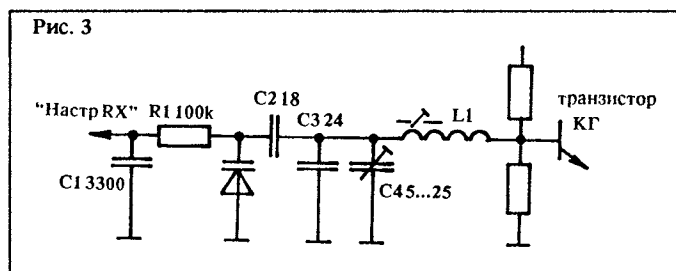 Рис. 3
"Настр RX"
R1 100k
C2 18
C3 24
L1
транзистор
КГ
C1 3300
C4 5...25